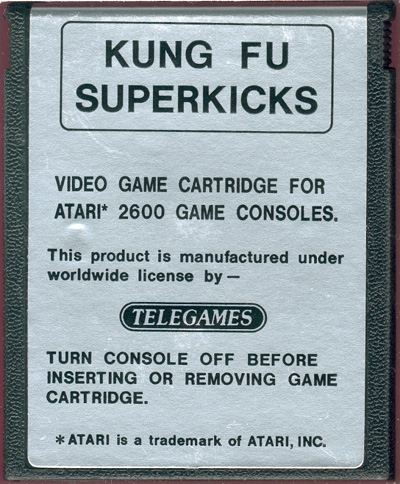 KUNG FU
SUPERKICKS
VIDEO GAME CARTRIDGE FOR
ATARI* 2600 GAME CONSOLES.
This product is manufactured under
worldwide license by —
TELEGAMES
TURN CONSOLE OFF BEFORE
INSERTING OR REMOVING GAME
CARTRIDGE.
*ATARI is a trademark of ATARI, INC.